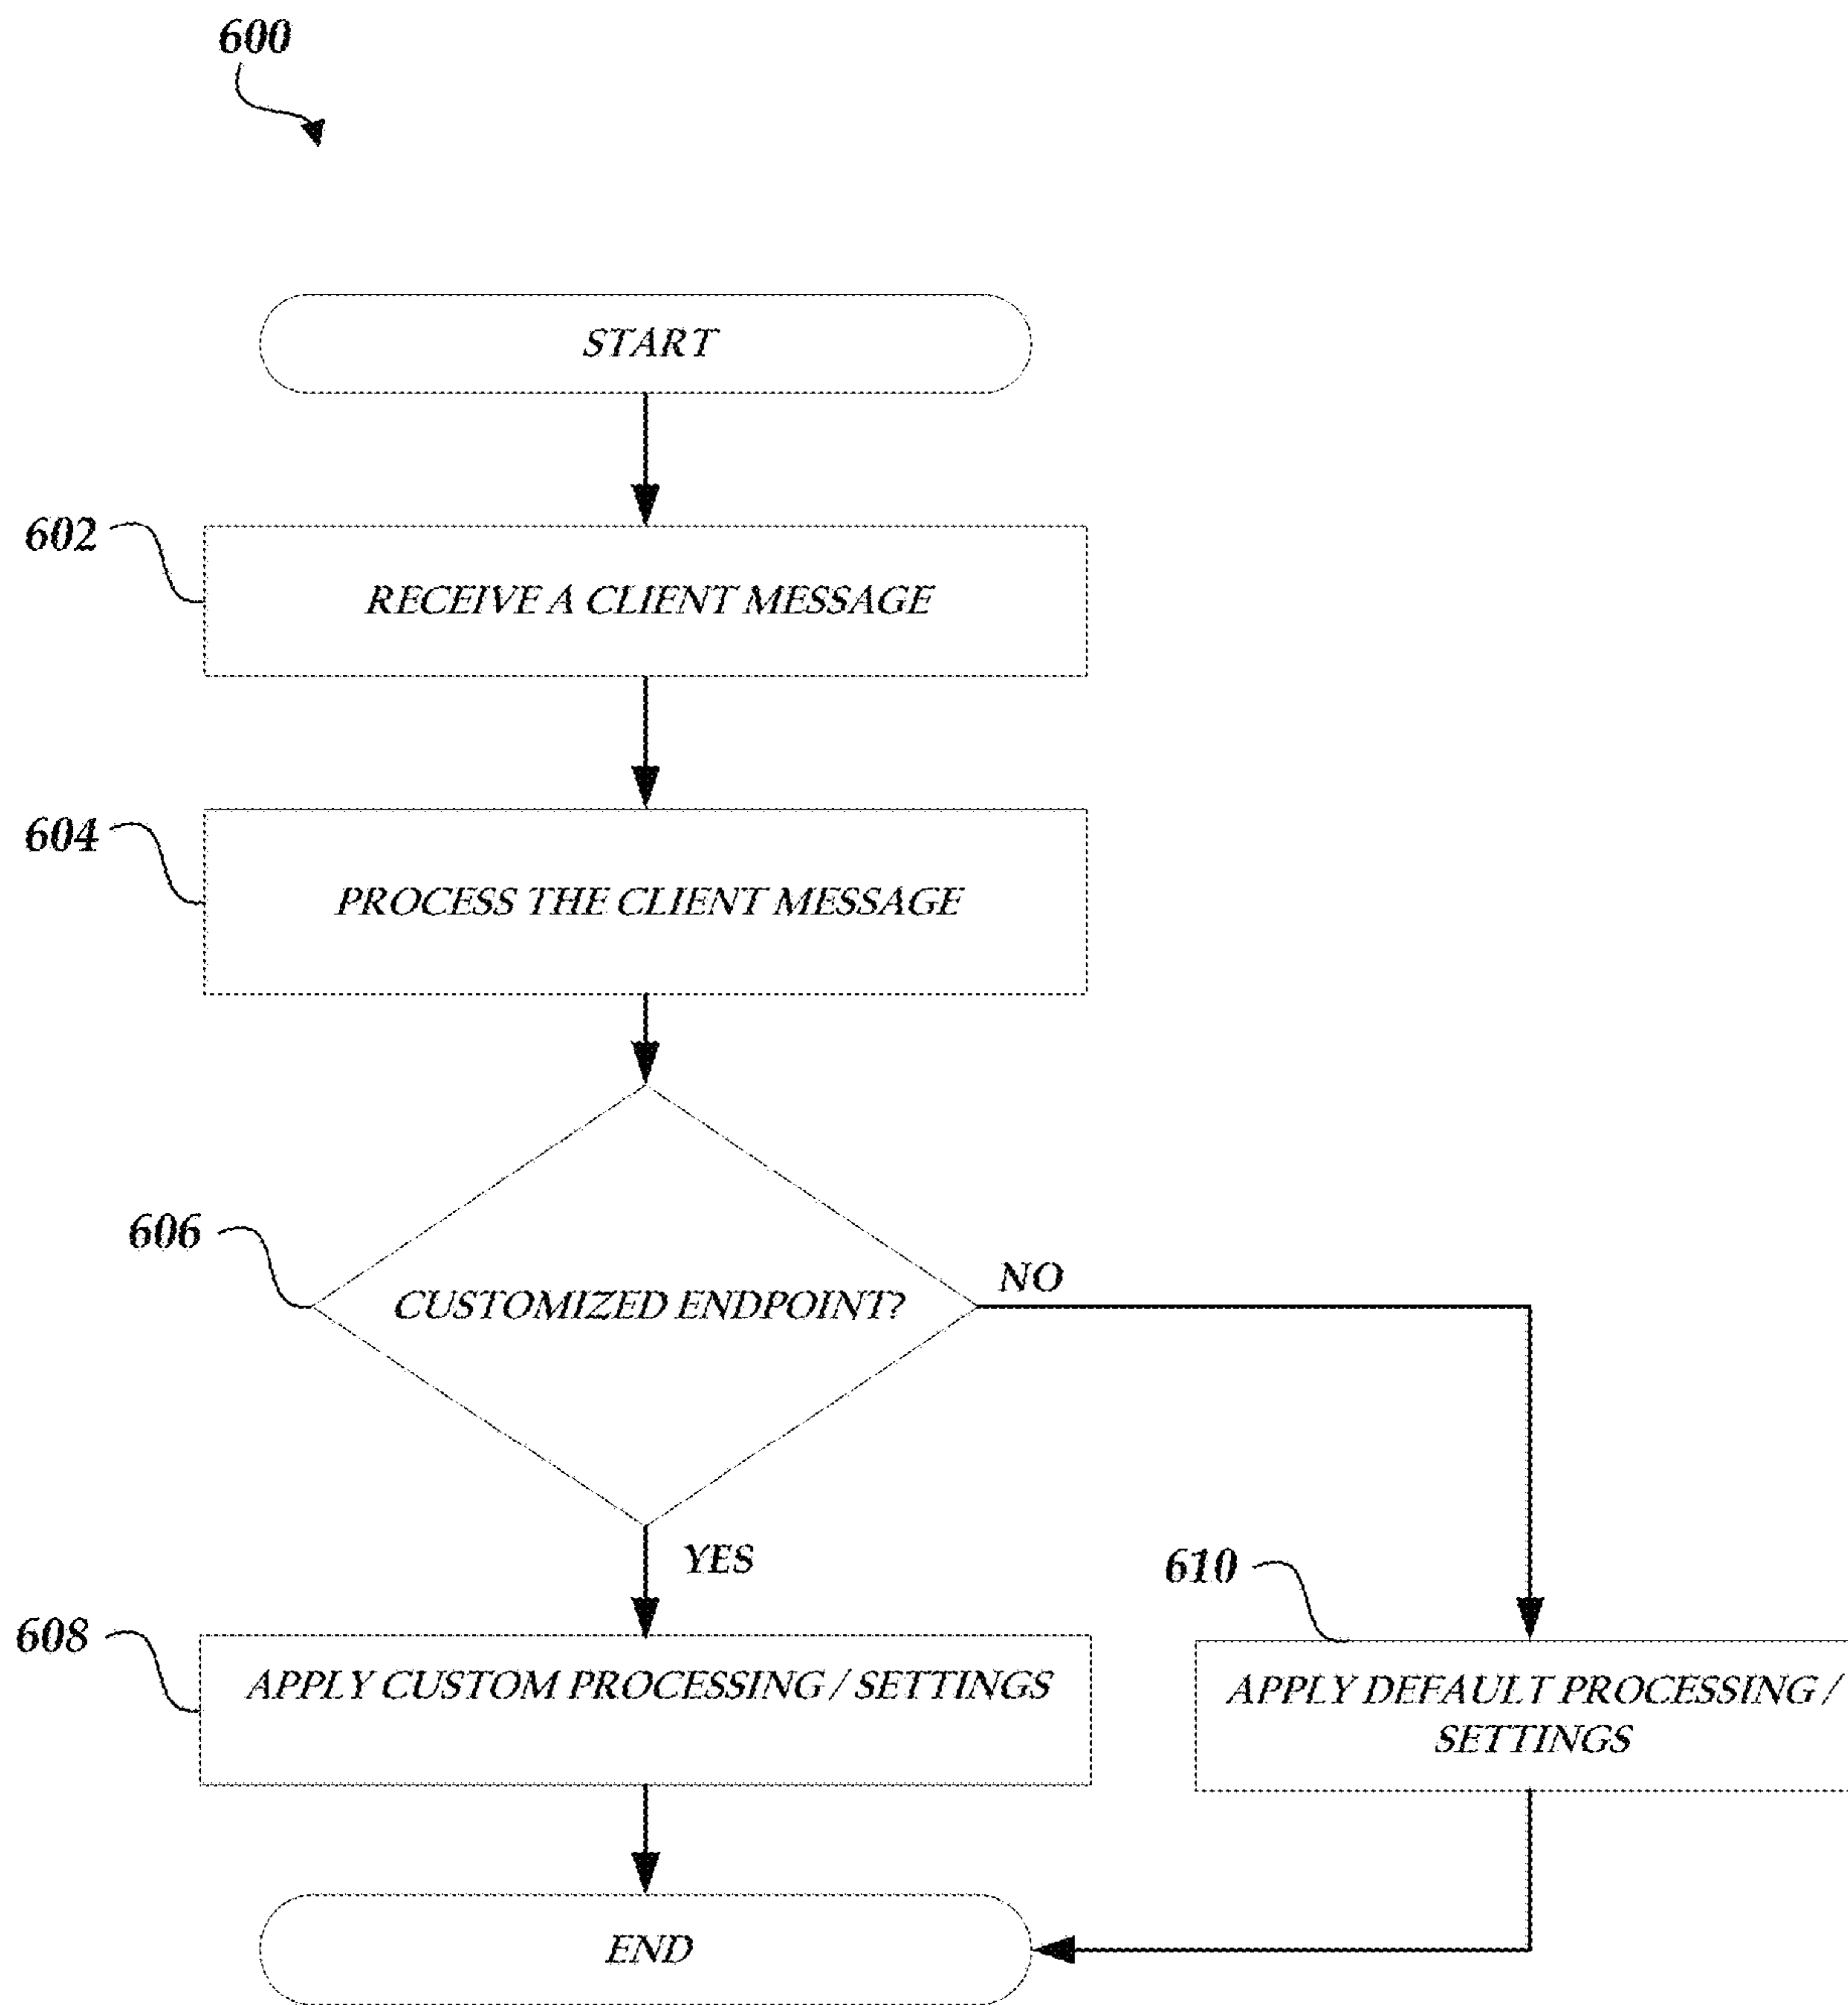 600
START
602
RECEIVE A CLIENT MESSAGE
604
PROCESS THE CLIENT MESSAGE
606
CUSTOMIZED ENDPOINT?
NO
YES
608
APPLY CUSTOM PROCESSING / SETTINGS
610
APPLY DEFAULT PROCESSING /
SETTINGS
END